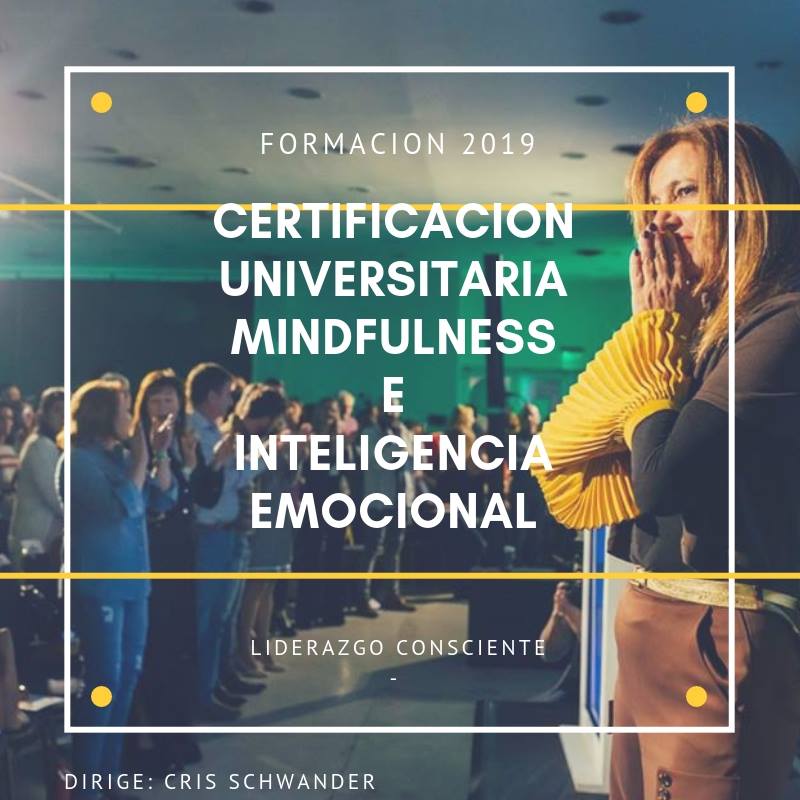 FORMACION 2019
CERTIFICACION
UNIVERSITARIA
MINDFULNESS
E
INTELIGENCIA
EMOCIONAL
LIDERAZGO CONSCIENTE
-
DIRIGE: CRIS SCHWANDER